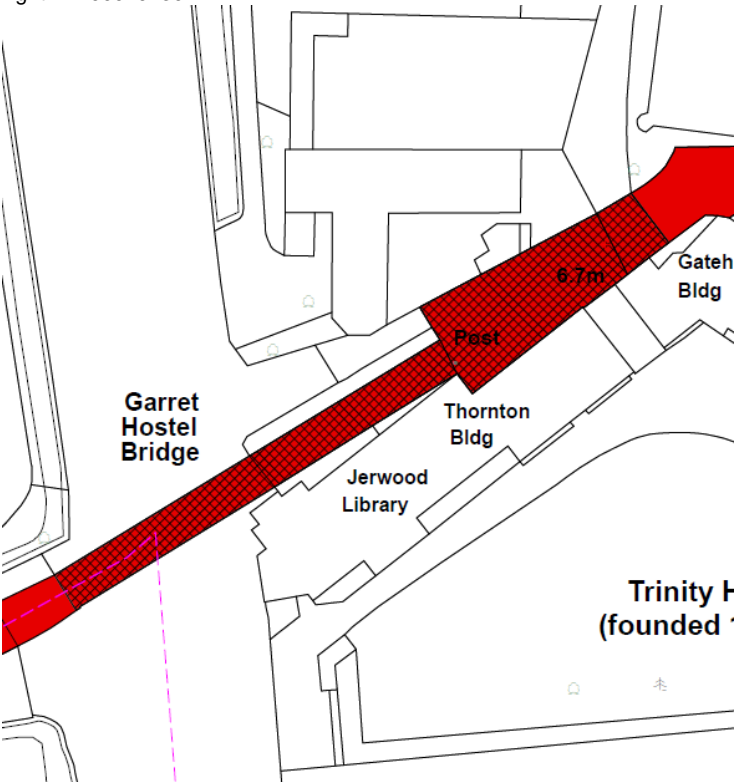 6.7m
Gateh
Bldg
Post
Garret
Hostel
Bridge
Thornton
Bldg
Jerwood
Library
Trinity H
(founded 1